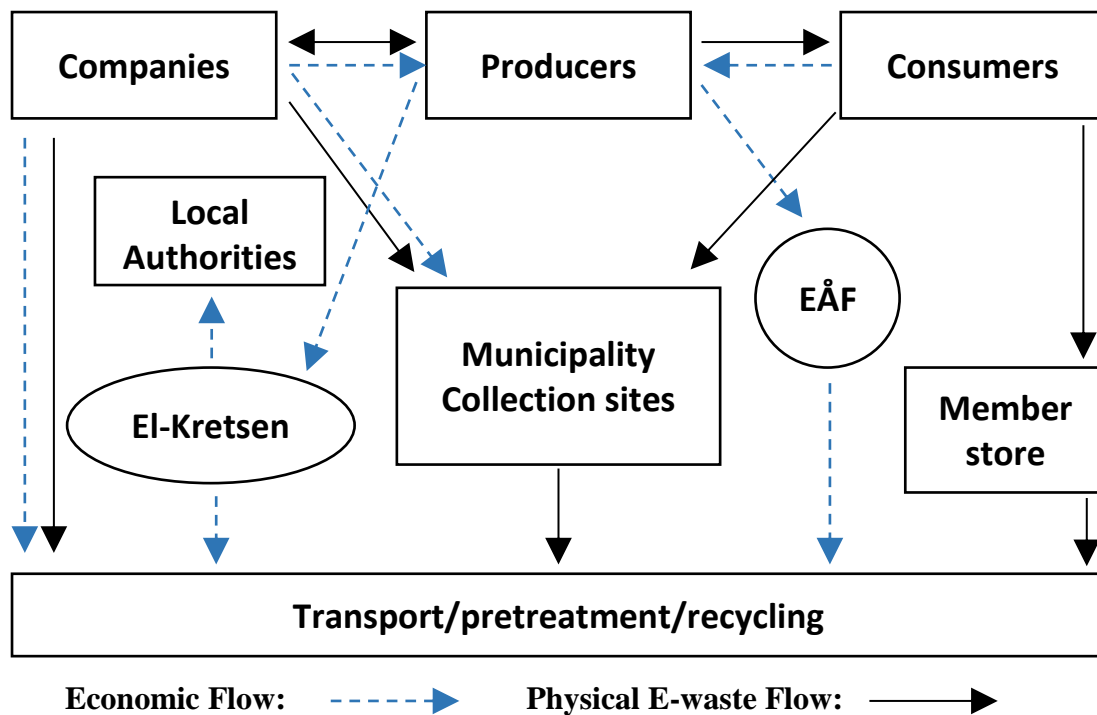 Companies
Producers
Consumers
Local
Authorities
EÅF
Municipality
Collection sites
El-Kretsen
Member
store
Transport/pretreatment/recycling
Economic Flow:
Physical E-waste Flow: